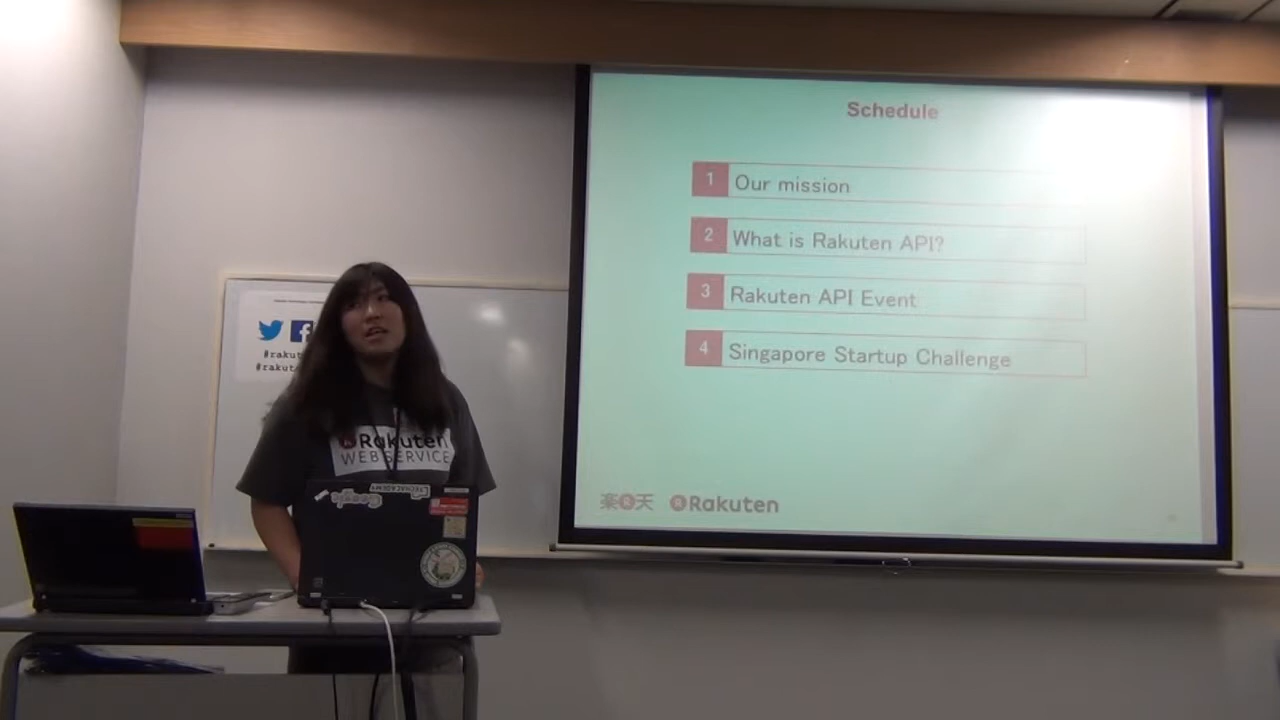 Schedule
1 Our mission
2 What is Rakuten API?
3 Rakuten API Event
4 Singapore Startup Challenge
楽天 Rakuten
#rakut
#rakut
Rakuten
WEB SERVICE